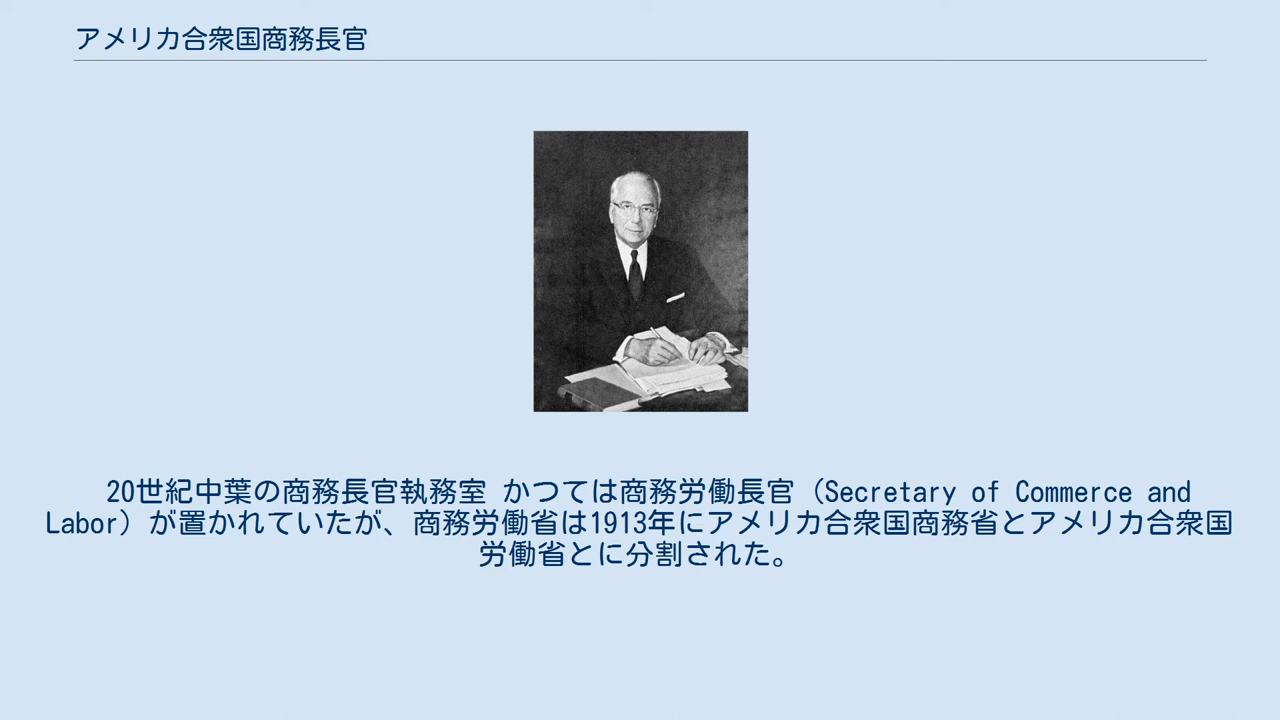 アメリカ合衆国商務長官
20世紀中葉の商務長官執務室 かつては商務労働長官（Secretary of Commerce and
Labor）が置かれていたが、商務労働省は1913年にアメリカ合衆国商務省とアメリカ合衆国
労働省とに分割された。